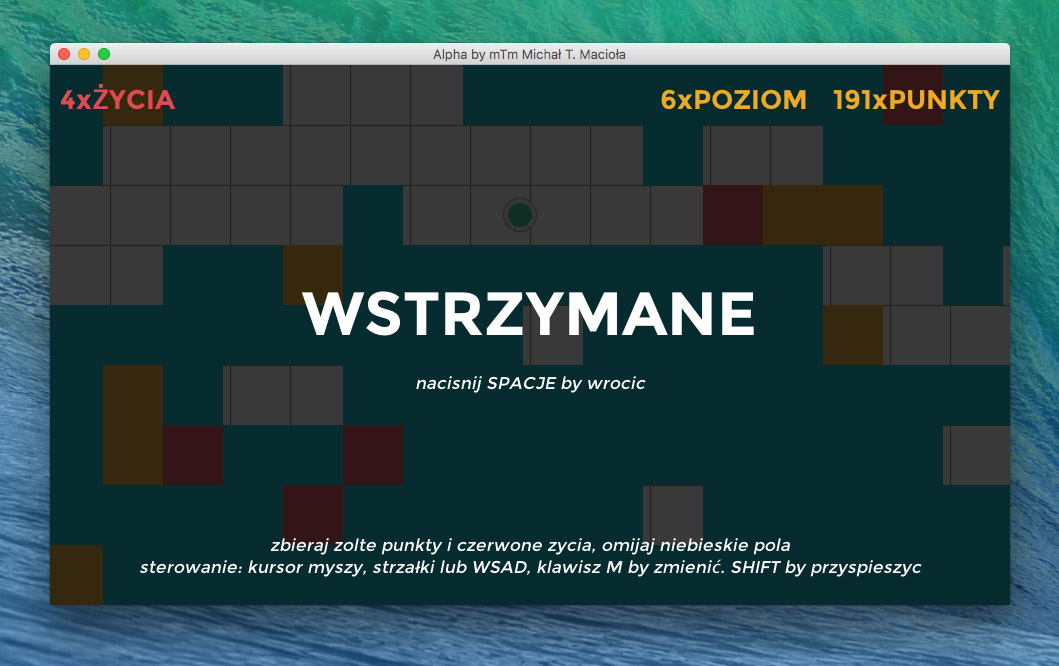 Alpha by mTm Michał T. Macioła
4xŻYCIA 6xPOZIOM 191xPUNKTY
WSTRZYMANE
nacisnij SPACJE by wrocic
zbieraj zolte punkty i czerwone zycia, omijaj niebieskie pola
sterowanie: kursor myszy, strzałki lub WSAD, klawisz M by zmienić. SHIFT by przyspieszyc